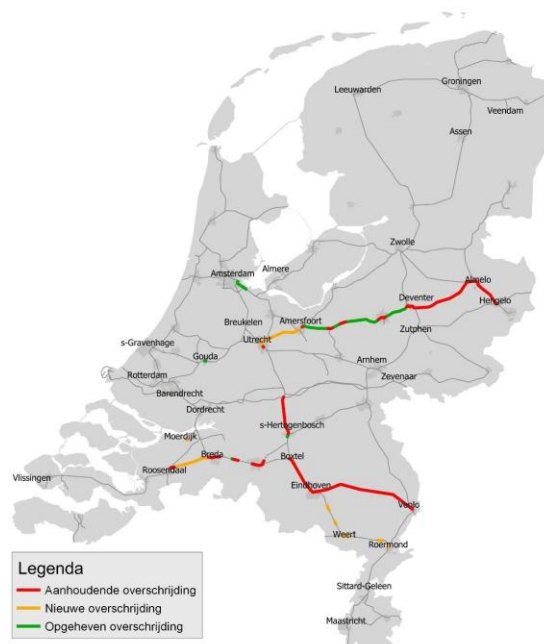 Groningen
Leeuwarden
Veendam
Assen
Zwolle
Amsterdam
Almere
Almelo
Deventer
Hengelo
Breukelen
Amersfoort
Utrecht
Zutphen
s-Gravenhage
Gouda
Arnhem
Zevenaar
Rotterdam
Barendrecht
Dordrecht
s-Hertogenbosch
Moerdijk
Breda
Boxtel
Roosendaal
Vlissingen
Eindhoven
Venlo
Weert
Roermond
Legenda
Aanhoudende overschrijding
Nieuwe overschrijding
Opgeheven overschrijding
Sittard-Geleen
Maastricht